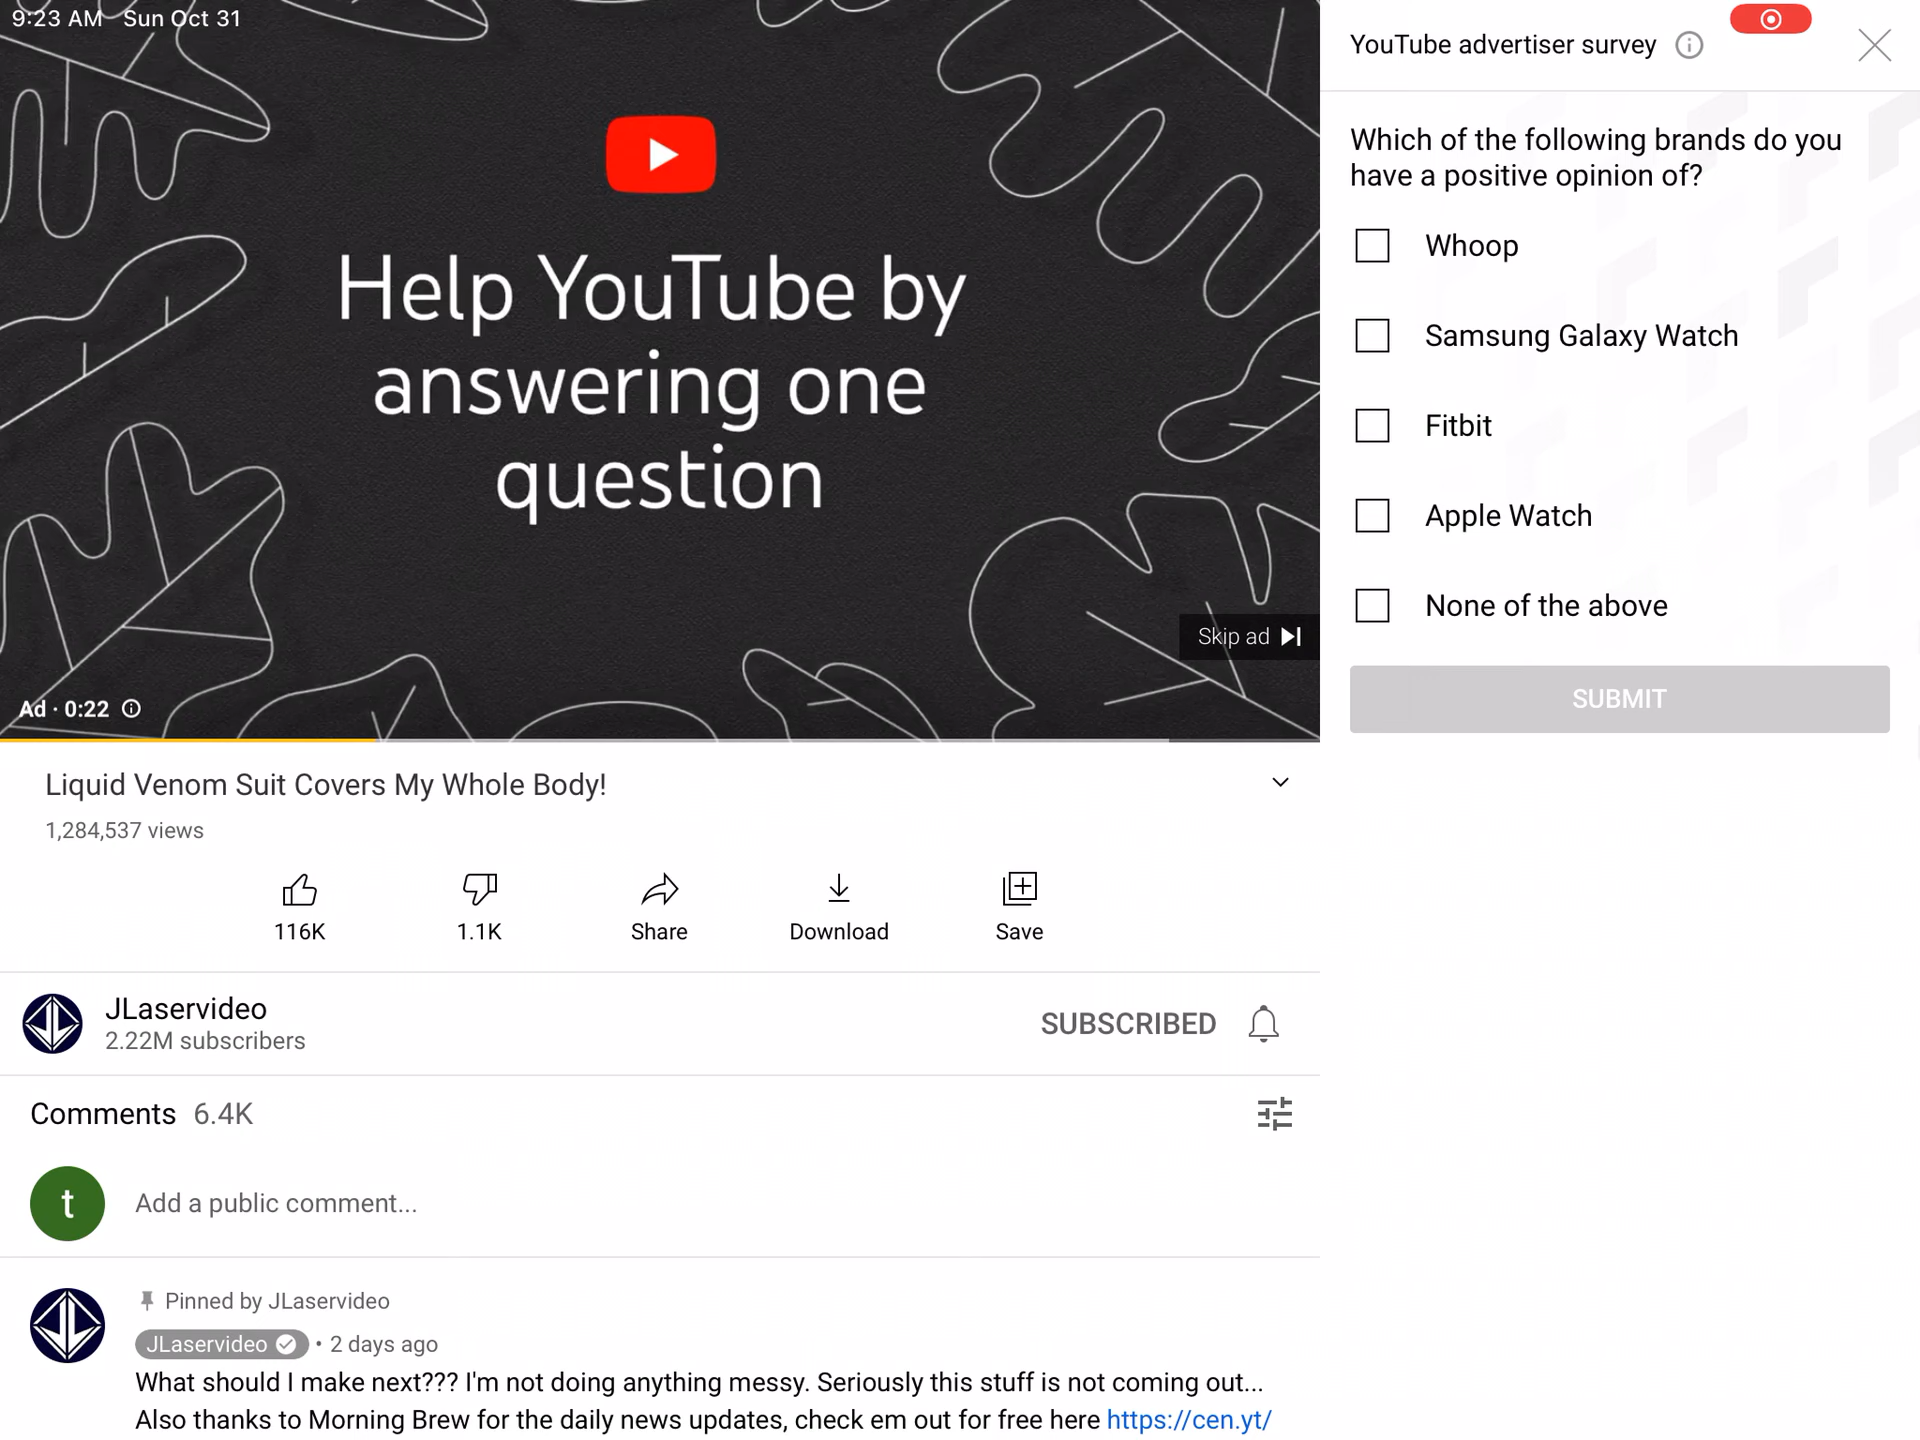 9:23 AM Sun Oct 31
Help YouTube by
answering one
question
Skip ad
Ad · 0:22
YouTube advertiser survey
Which of the following brands do you
have a positive opinion of?
Whoop
Samsung Galaxy Watch
Fitbit
Apple Watch
None of the above
SUBMIT
Liquid Venom Suit Covers My Whole Body!
1,284,537 views
116K
1.1K
Share
Download
Save
JLaservideo
2.22M subscribers
SUBSCRIBED
Comments 6.4K
t
Add a public comment...
Pinned by JLaservideo
JLaservideo • 2 days ago
What should I make next??? I'm not doing anything messy. Seriously this stuff is not coming out...
Also thanks to Morning Brew for the daily news updates, check em out for free here https://cen.yt/